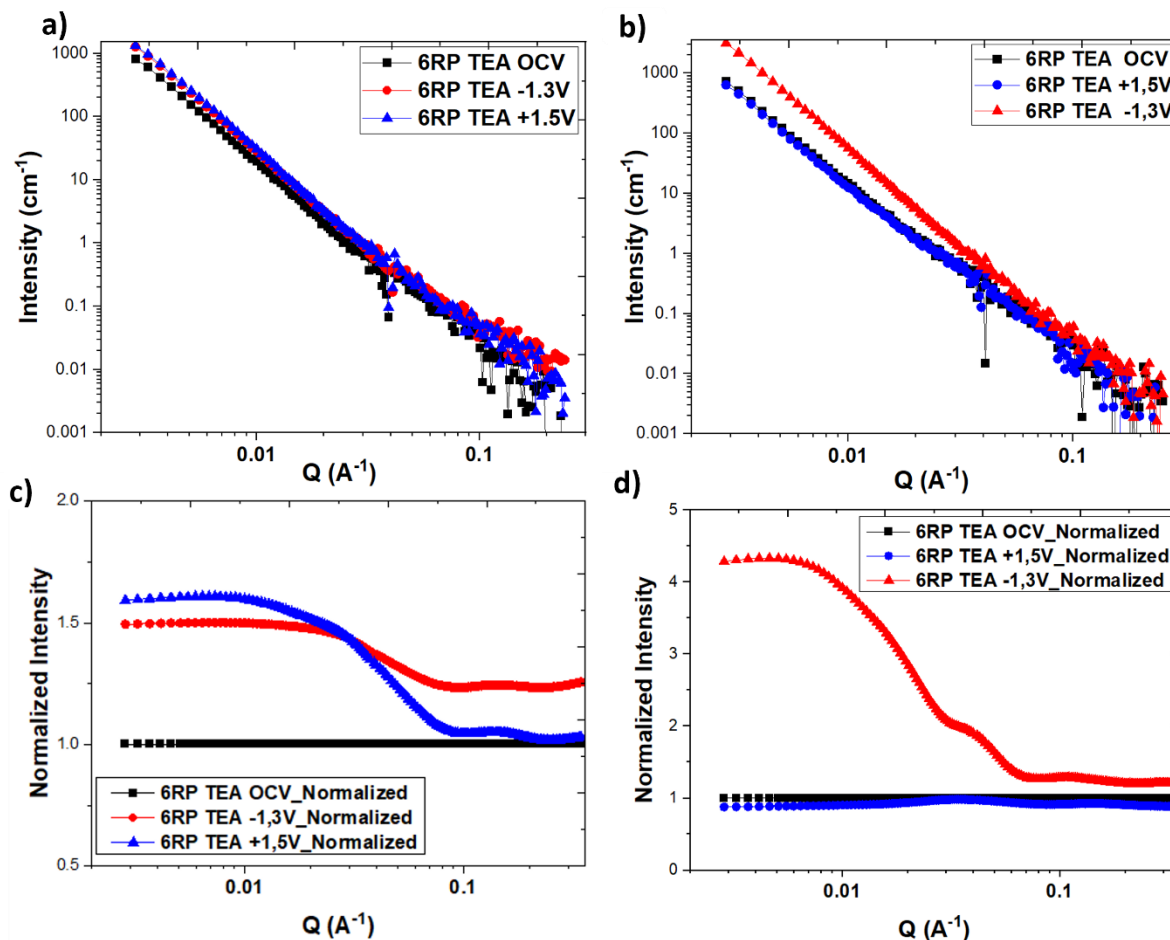 a)
Intensity (cm-1)
1000
100
10
1
0.1
0.01
0.001
6RP TEA OCV
6RP TEA -1.3V
6RP TEA +1.5V
0.01
0.1
Q (A-1)
b)
Intensity (cm-1)
1000
100
10
1
0.1
0.01
0.001
6RP TEA OCV
6RP TEA +1,5V
6RP TEA -1,3V
0.01
0.1
Q (A-1)
c)
Normalized Intensity
2.0
1.5
1.0
0.5
6RP TEA OCV_Normalized
6RP TEA -1,3V_Normalized
6RP TEA +1,5V_Normalized
0.01
0.1
Q (A-1)
d)
Normalized Intensity
5
4
3
2
1
0
6RP TEA OCV_Normalized
6RP TEA +1,5V_Normalized
6RP TEA -1,3V_Normalized
0.01
0.1
Q (A-1)